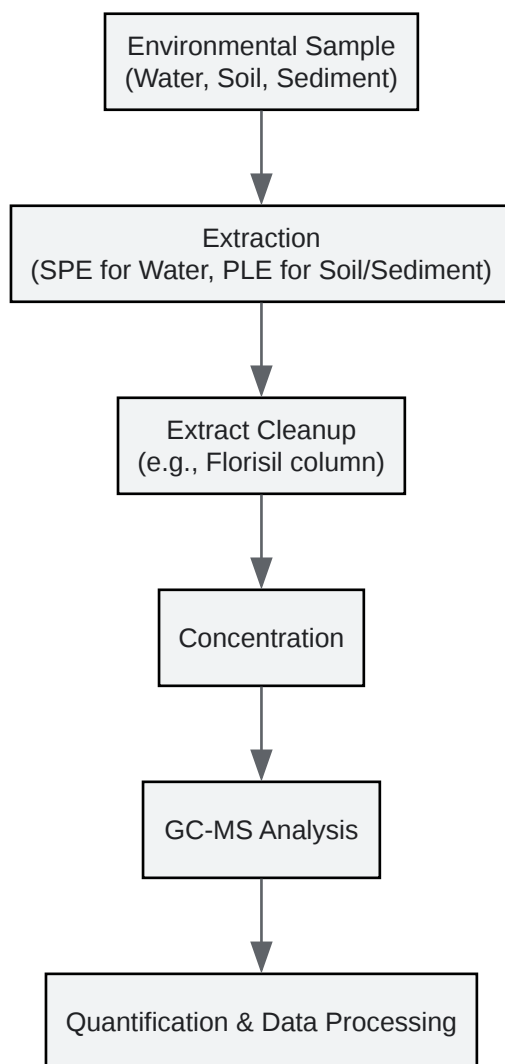 Environmental Sample
(Water, Soil, Sediment)
Extraction
(SPE for Water, PLE for Soil/Sediment)
Extract Cleanup
(e.g., Florisil column)
Concentration
GC-MS Analysis
Quantification & Data Processing